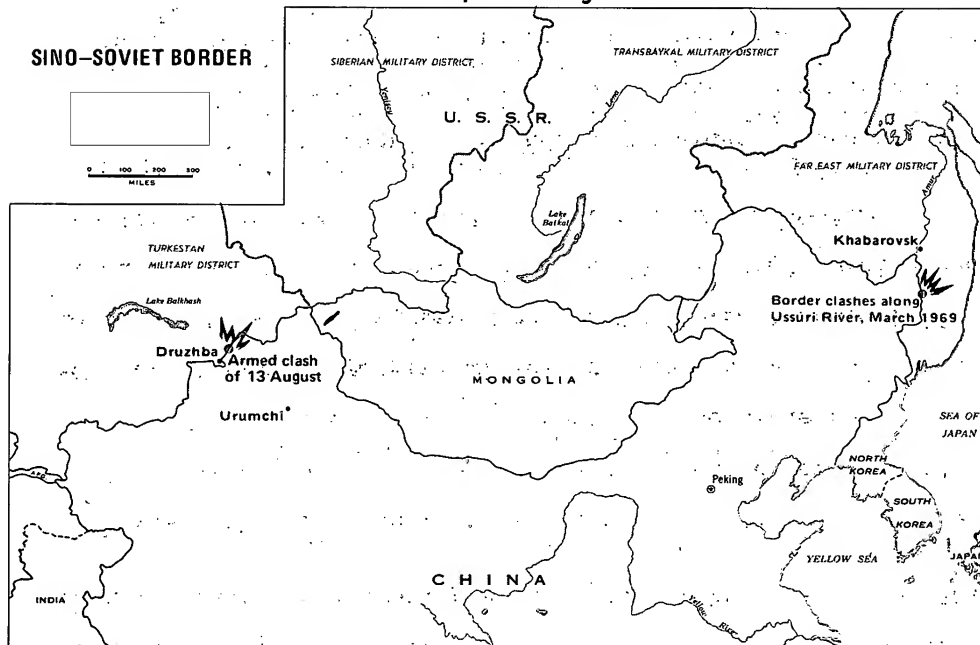 SINO–SOVIET BORDER
0 100 200 300
MILES
SIBERIAN MILITARY DISTRICT
TRANSBAYKAL MILITARY DISTRICT
Yenisey
Lena
U. S. S. R.
FAR EAST MILITARY DISTRICT
Amur
Lake
Baikal
Khabarovsk
TURKESTAN
MILITARY DISTRICT
Lake Balkhash
Border clashes along
Ussuri River, March 1969
Druzhba
Armed clash
of 13 August
MONGOLIA
Urumchi
SEA OF
JAPAN
NORTH
KOREA
AFG
Peking
SOUTH
KOREA
YELLOW SEA
JAPAN
CHINA
INDIA
Yellow
River